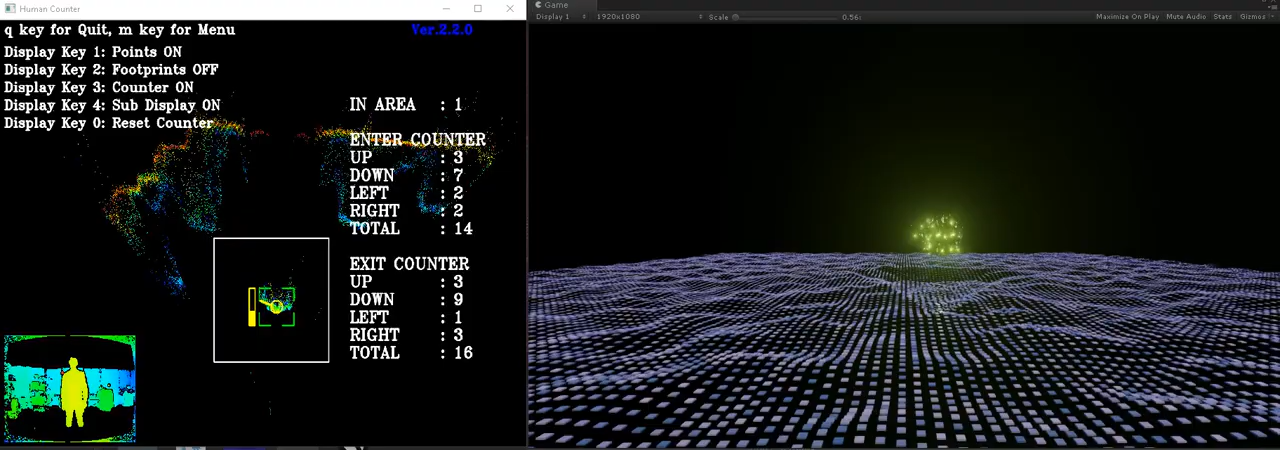 Human Counter
q key for Quit, m key for Menu
Ver.2.2.0
Display Key 1: Points ON
Display Key 2: Footprints OFF
Display Key 3: Counter ON
Display Key 4: Sub Display ON
Display Key 0: Reset Counter
IN AREA : 1
ENTER COUNTER
UP : 3
DOWN : 7
LEFT : 2
RIGHT : 2
TOTAL : 14
EXIT COUNTER
UP : 3
DOWN : 9
LEFT : 1
RIGHT : 3
TOTAL : 16
Game
Display 1 1920x1080 Scale 0.56x Maximize On Play Mute Audio Stats Gizmos